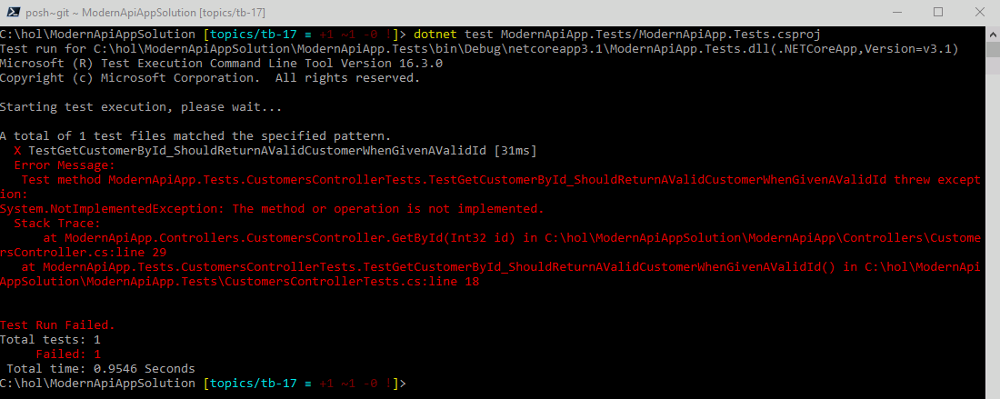 posh~git ~ ModernApiAppSolution [topics/tb-17]
C:\hol\ModernApiAppSolution [topics/tb-17 ≡ +1 ~1 -0 !]> dotnet test ModernApiApp.Tests/ModernApiApp.Tests.csproj
Test run for C:\hol\ModernApiAppSolution\ModernApiApp.Tests\bin\Debug\netcoreapp3.1\ModernApiApp.Tests.dll(.NETCoreApp,Version=v3.1)
Microsoft (R) Test Execution Command Line Tool Version 16.3.0
Copyright (c) Microsoft Corporation.  All rights reserved.
Starting test execution, please wait...
A total of 1 test files matched the specified pattern.
X TestGetCustomerById_ShouldReturnAValidCustomerWhenGivenAValidId [31ms]
Error Message:
Test method ModernApiApp.Tests.CustomersControllerTests.TestGetCustomerById_ShouldReturnAValidCustomerWhenGivenAValidId threw except
ion:
System.NotImplementedException: The method or operation is not implemented.
Stack Trace:
at ModernApiApp.Controllers.CustomersController.GetById(Int32 id) in C:\hol\ModernApiAppSolution\ModernApiApp\Controllers\Custome
rsController.cs:line 29
at ModernApiApp.Tests.CustomersControllerTests.TestGetCustomerById_ShouldReturnAValidCustomerWhenGivenAValidId() in C:\hol\ModernApi
AppSolution\ModernApiApp.Tests\CustomersControllerTests.cs:line 18
Test Run Failed.
Total tests: 1
Failed: 1
Total time: 0.9546 Seconds
C:\hol\ModernApiAppSolution [topics/tb-17 ≡ +1 ~1 -0 !]>